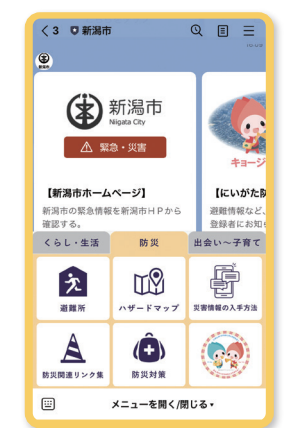 < 3 新潟市
新潟市
Niigata City
緊急・災害
キョージ
【新潟市ホームページ】
新潟市の緊急情報を新潟市ＨＰから
確認する。
【にいがた防
避難情報など、
登録者にお知
くらし・生活
防災
出会い～子育て
避難所
ハザードマップ
災害情報の入手方法
防災関連リンク集
防災対策
メニューを開く/閉じる▾